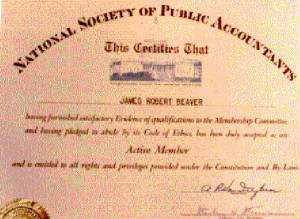 NATIONAL SOCIETY OF PUBLIC ACCOUNTANTS
This Certifies That
JAMES ROBERT BEAVER
having furnished satisfactory Evidence of qualifications to the Membership Committee
and having pledged to abide by its Code of Ethics, has been duly accepted as an
Active Member
and is entitled to all rights and privileges provided under the Constitution and By-Laws